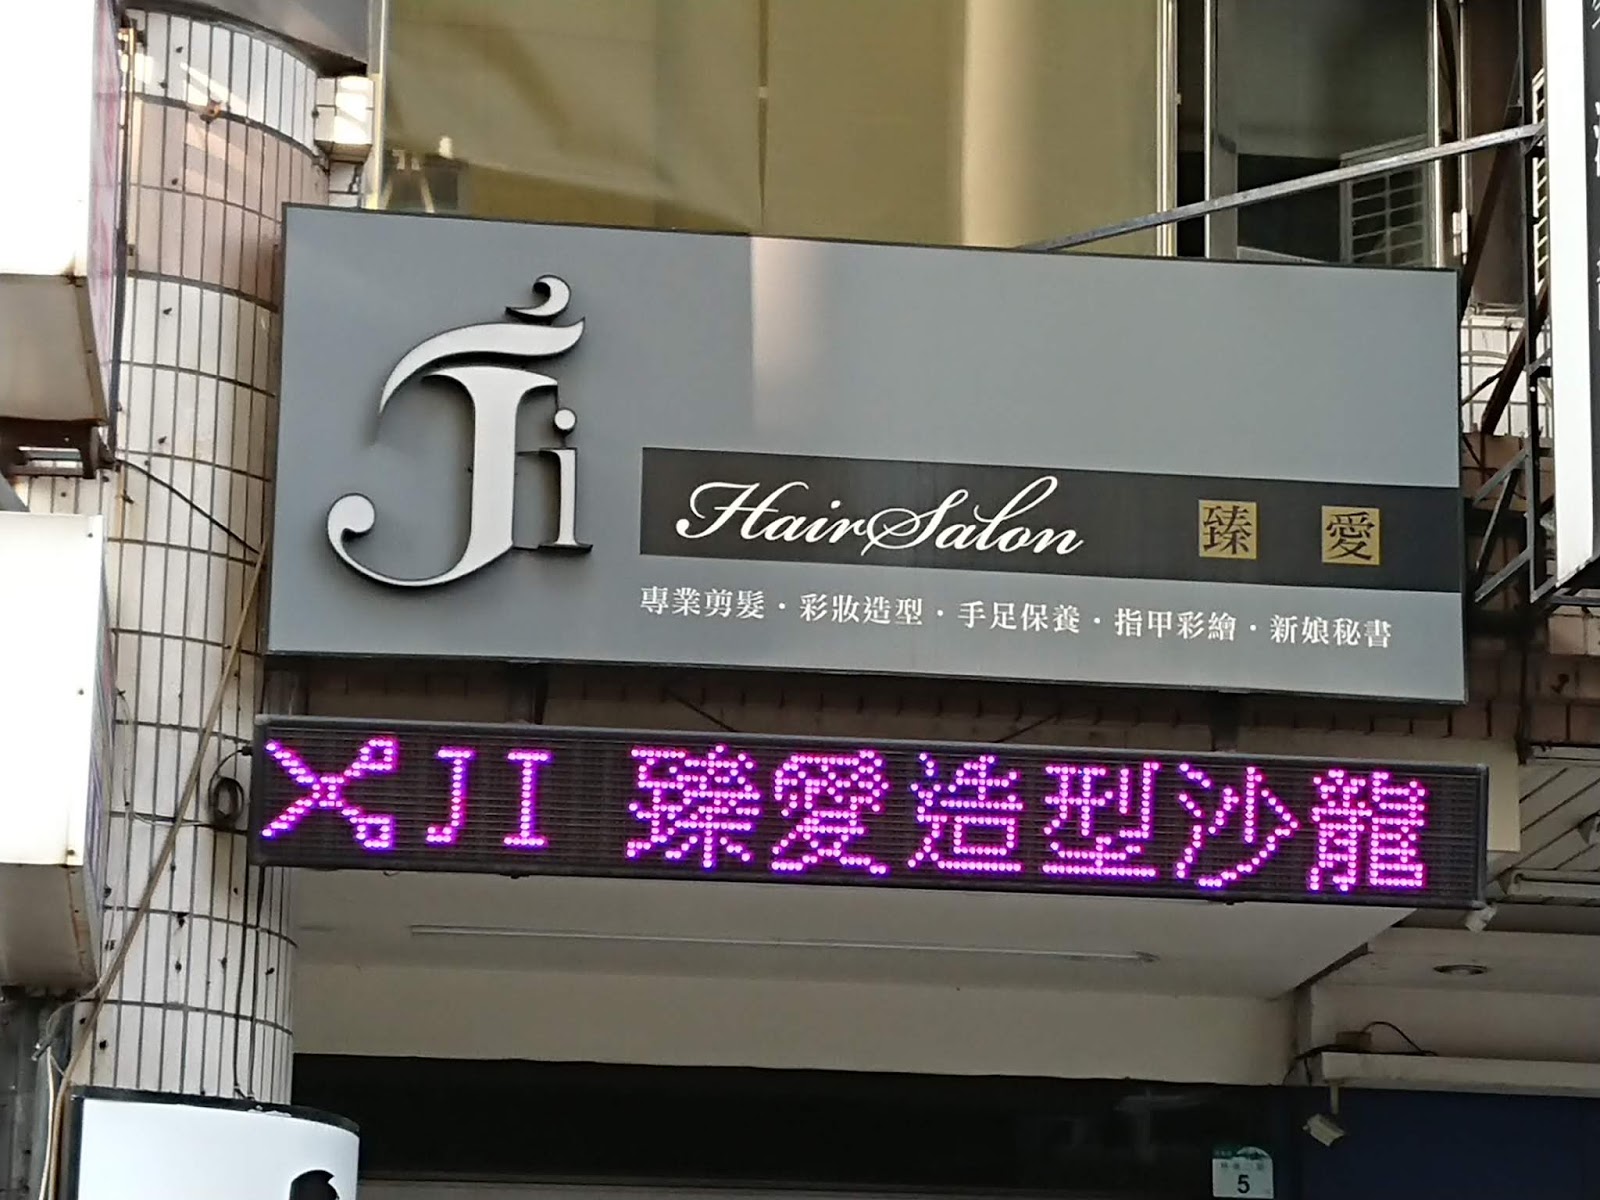 Ji
Hair Salon 臻 愛
專業剪髮・彩妝造型・手足保養・指甲彩繪・新娘秘書
JI 臻愛造型沙龍
5